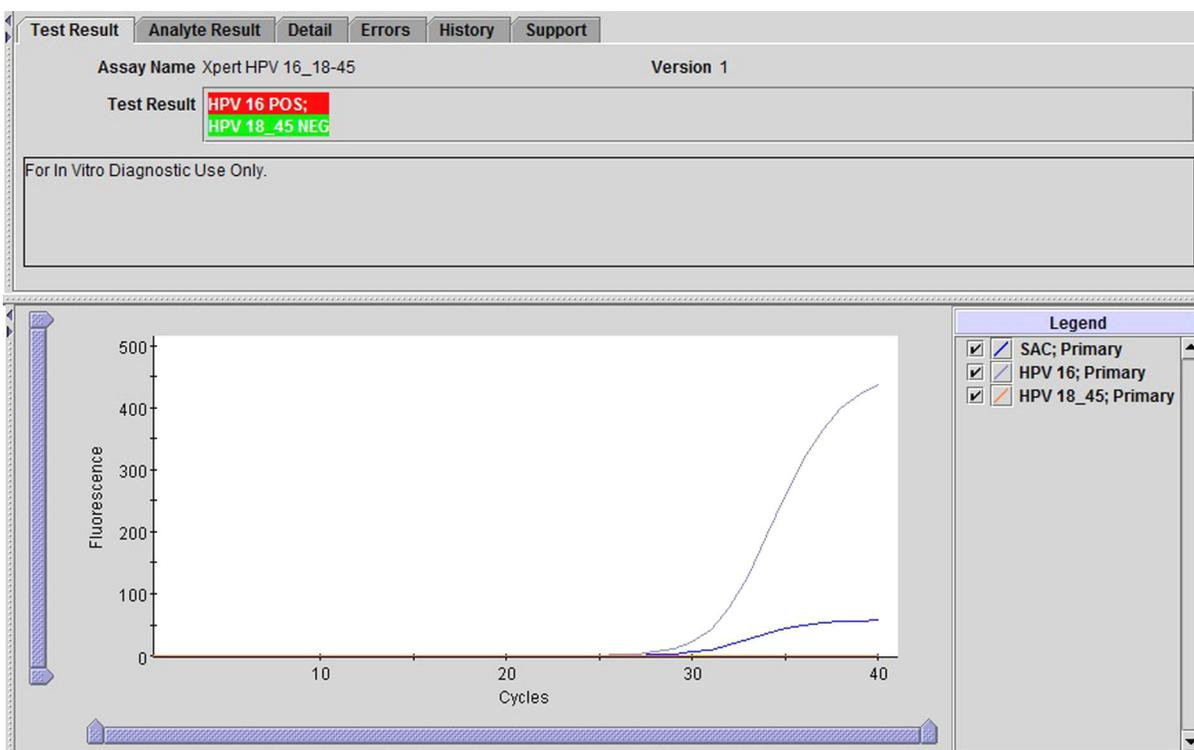 Test Result Analyte Result Detail Errors History Support
Assay Name Xpert HPV 16_18-45 Version 1
Test Result HPV 16 POS;
HPV 18_45 NEG
For In Vitro Diagnostic Use Only.
Legend
SAC; Primary
HPV 16; Primary
HPV 18_45; Primary
500
400
300
200
100
0
Fluorescence
10 20 30 40
Cycles